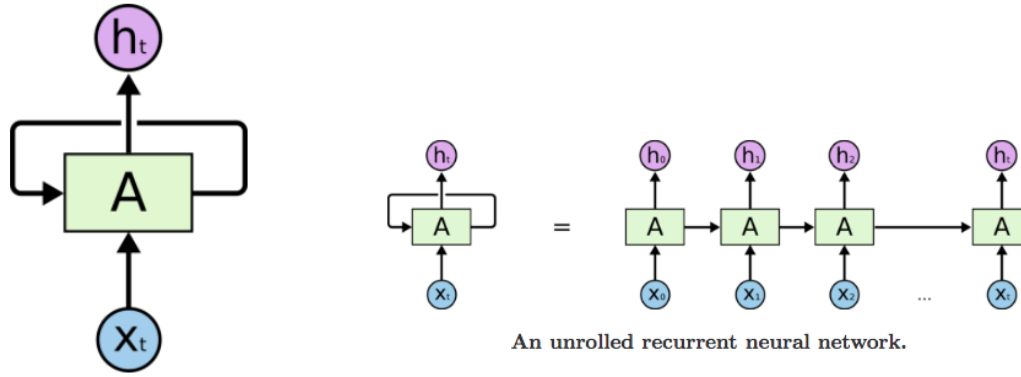 hₜ
A
xₜ
hₜ
A
xₜ
=
h₀ h₁ h₂ hₜ
A A A A
x₀ x₁ x₂ ... xₜ
An unrolled recurrent neural network.